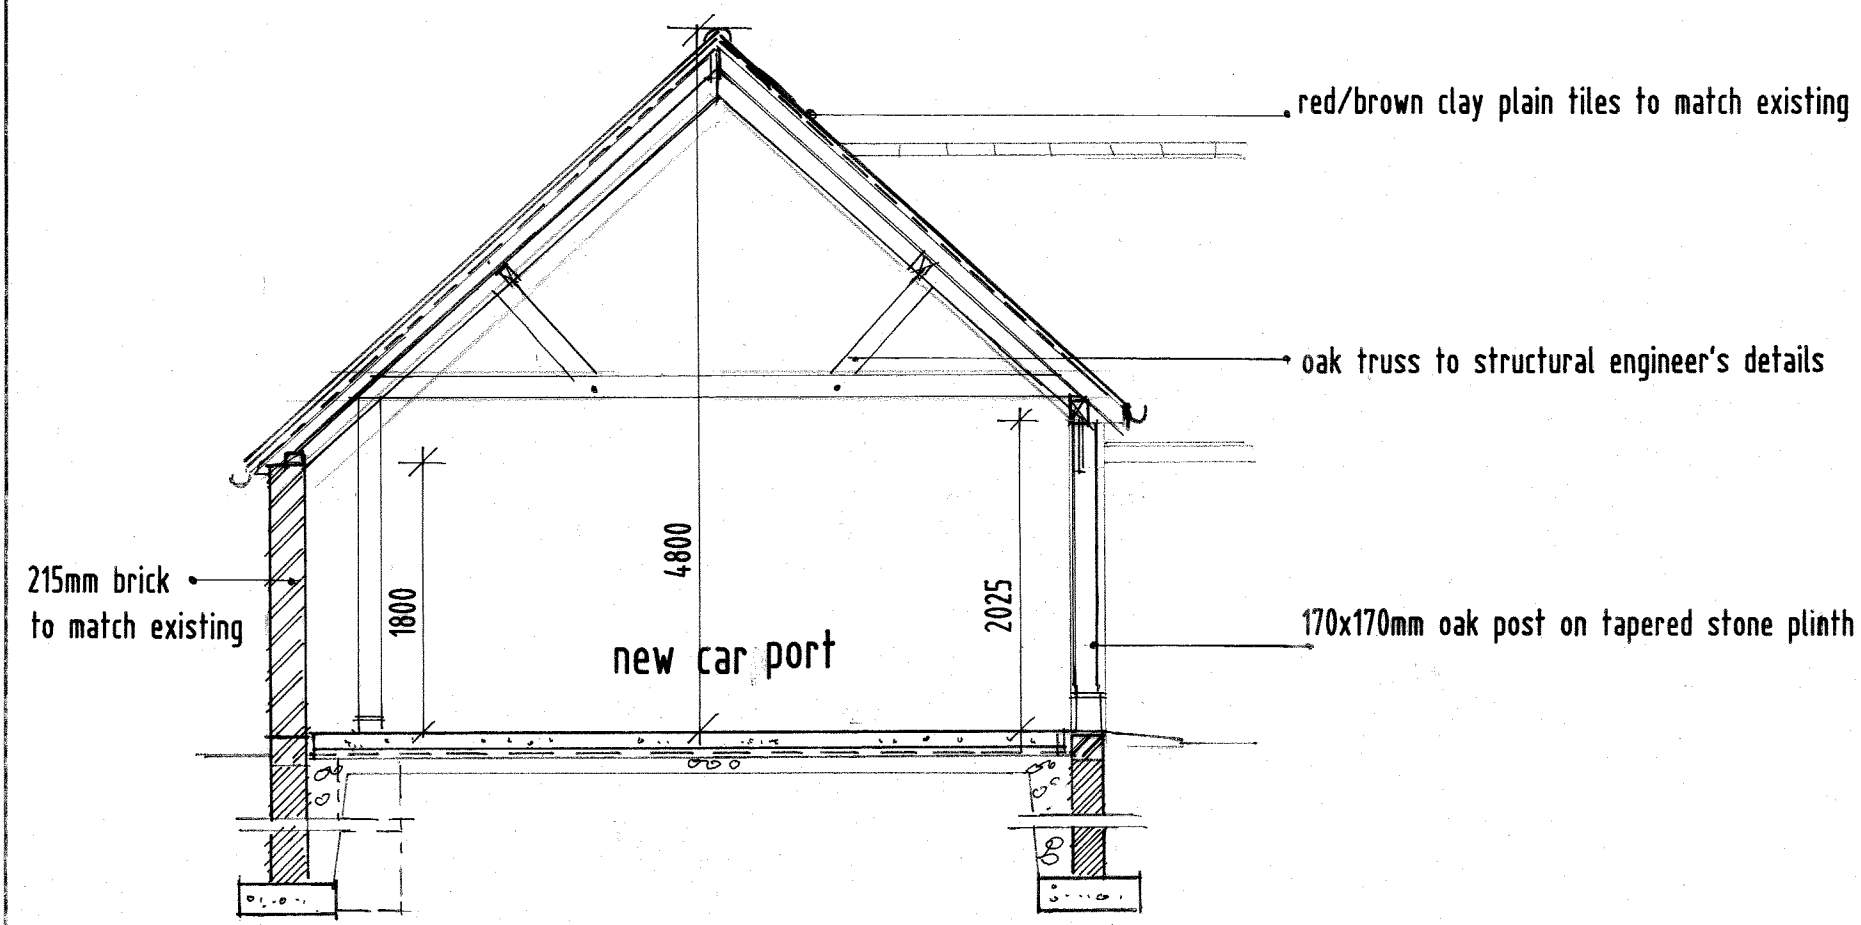 red/brown clay plain tiles to match existing
oak truss to structural engineer's details
215mm brick
to match existing
1800
4800
2025
new car port
170x170mm oak post on tapered stone plinth